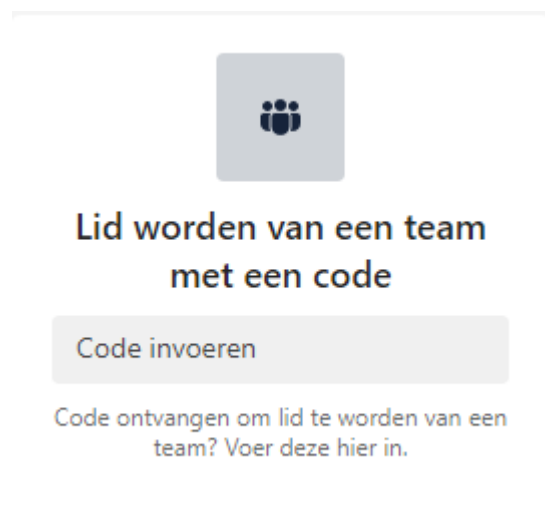 Lid worden van een team
met een code
Code invoeren
Code ontvangen om lid te worden van een
team? Voer deze hier in.